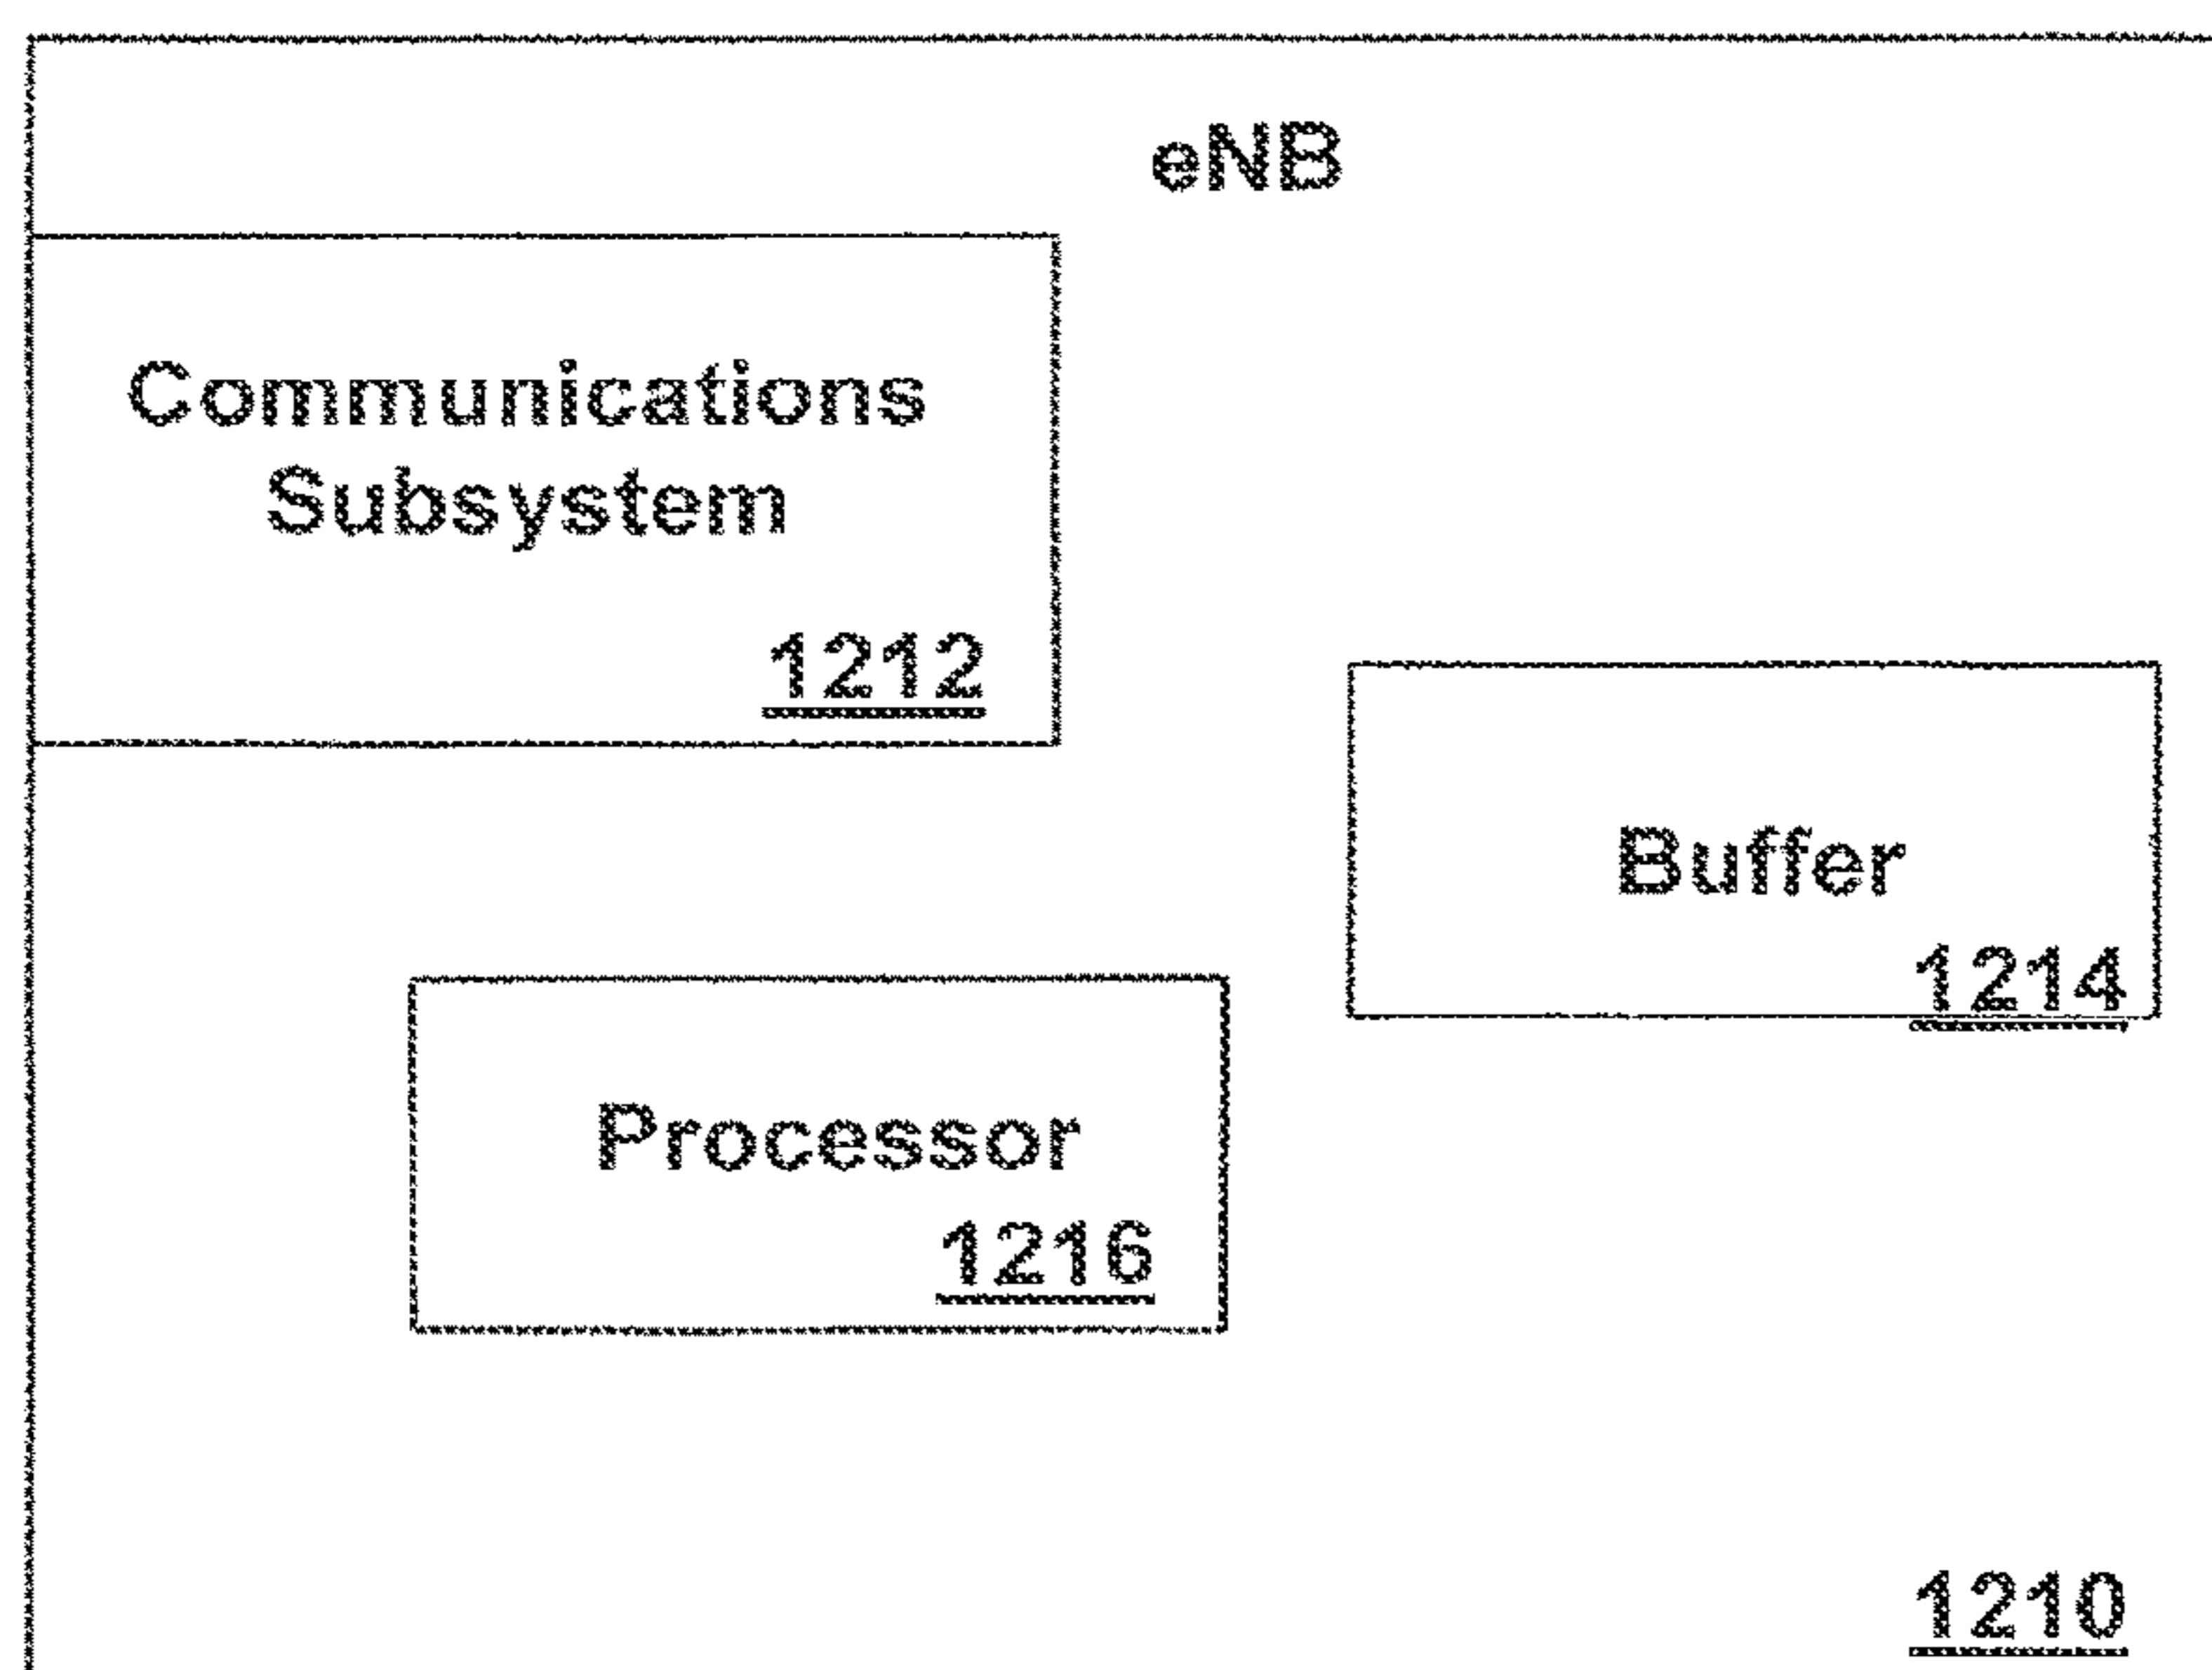 eNB
Communications
Subsystem
1212
Buffer
1214
Processor
1216
1210